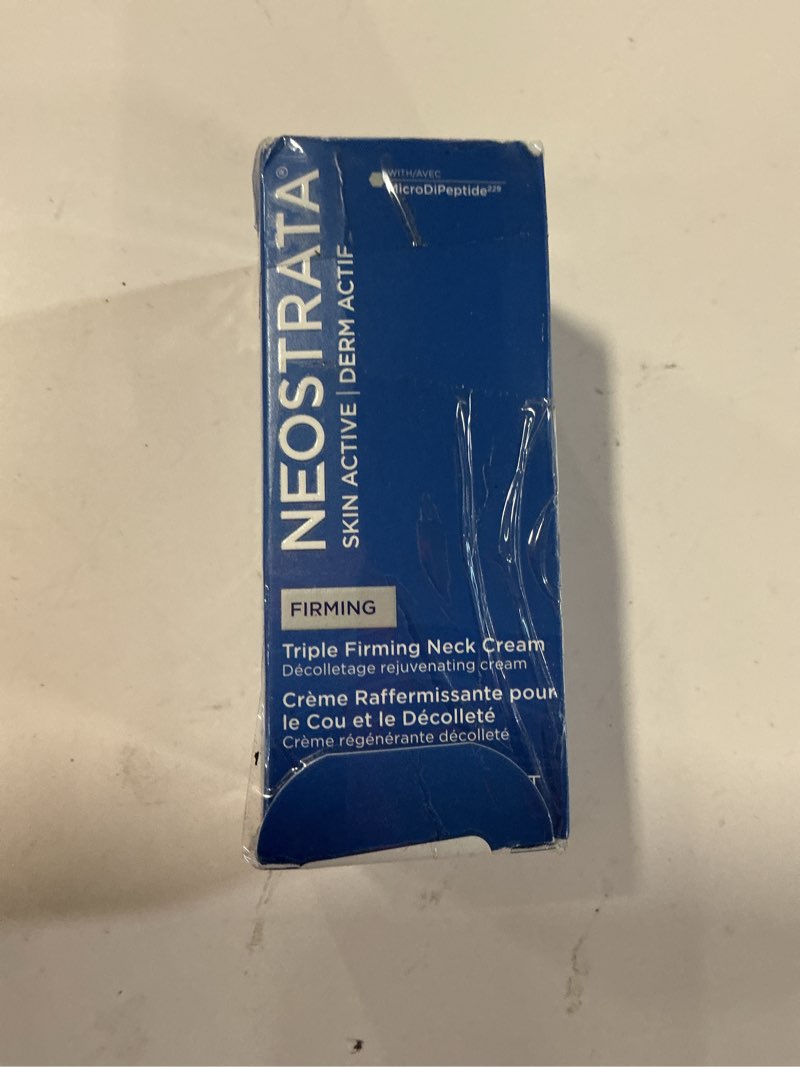 NEOSTRATA®
SKIN ACTIVE | DERM ACTIF
WITH/AVEC
MicroDiPeptide²²⁹
FIRMING
Triple Firming Neck Cream
Décolletage rejuvenating cream
Crème Raffermissante pour
le Cou et le Décolleté
Crème régénérante décolleté